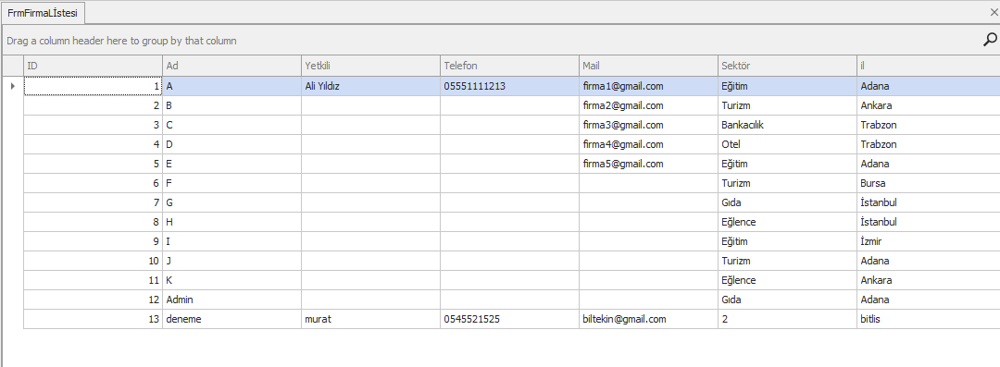 FrmFirmaLİstesi
Drag a column header here to group by that column
ID Ad Yetkili Telefon Mail Sektör il
1 A Ali Yıldız 05551111213 firma1@gmail.com Eğitim Adana
2 B firma2@gmail.com Turizm Ankara
3 C firma3@gmail.com Bankacılık Trabzon
4 D firma4@gmail.com Otel Trabzon
5 E firma5@gmail.com Eğitim Adana
6 F Turizm Bursa
7 G Gıda İstanbul
8 H Eğlence İstanbul
9 I Eğitim İzmir
10 J Turizm Adana
11 K Eğlence Ankara
12 Admin Gıda Adana
13 deneme murat 0545521525 biltekin@gmail.com 2 bitlis